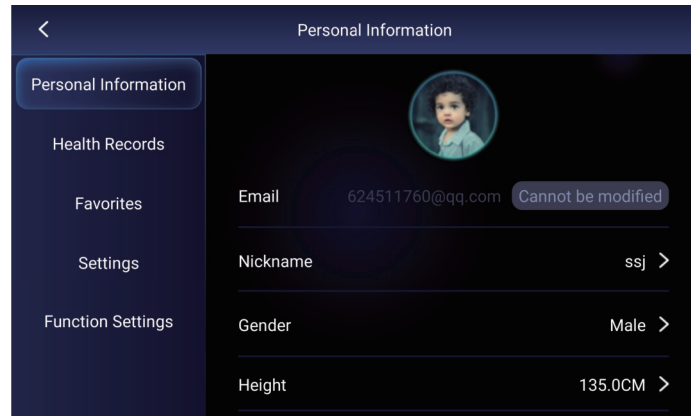 Personal Information
Personal Information
Health Records
Favorites
Settings
Function Settings
Email 624511760@qq.com Cannot be modified
Nickname ssj
Gender Male
Height 135.0CM